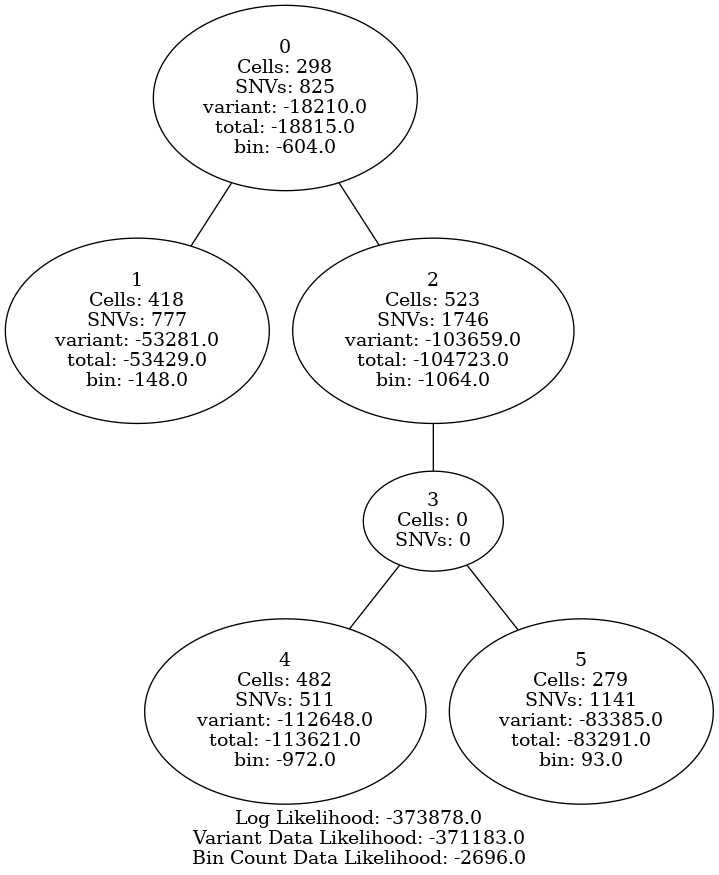 0
Cells: 298
SNVs: 825
variant: -18210.0
total: -18815.0
bin: -604.0
1
Cells: 418
SNVs: 777
variant: -53281.0
total: -53429.0
bin: -148.0
2
Cells: 523
SNVs: 1746
variant: -103659.0
total: -104723.0
bin: -1064.0
3
Cells: 0
SNVs: 0
4
Cells: 482
SNVs: 511
variant: -112648.0
total: -113621.0
bin: -972.0
5
Cells: 279
SNVs: 1141
variant: -83385.0
total: -83291.0
bin: 93.0
Log Likelihood: -373878.0
Variant Data Likelihood: -371183.0
Bin Count Data Likelihood: -2696.0